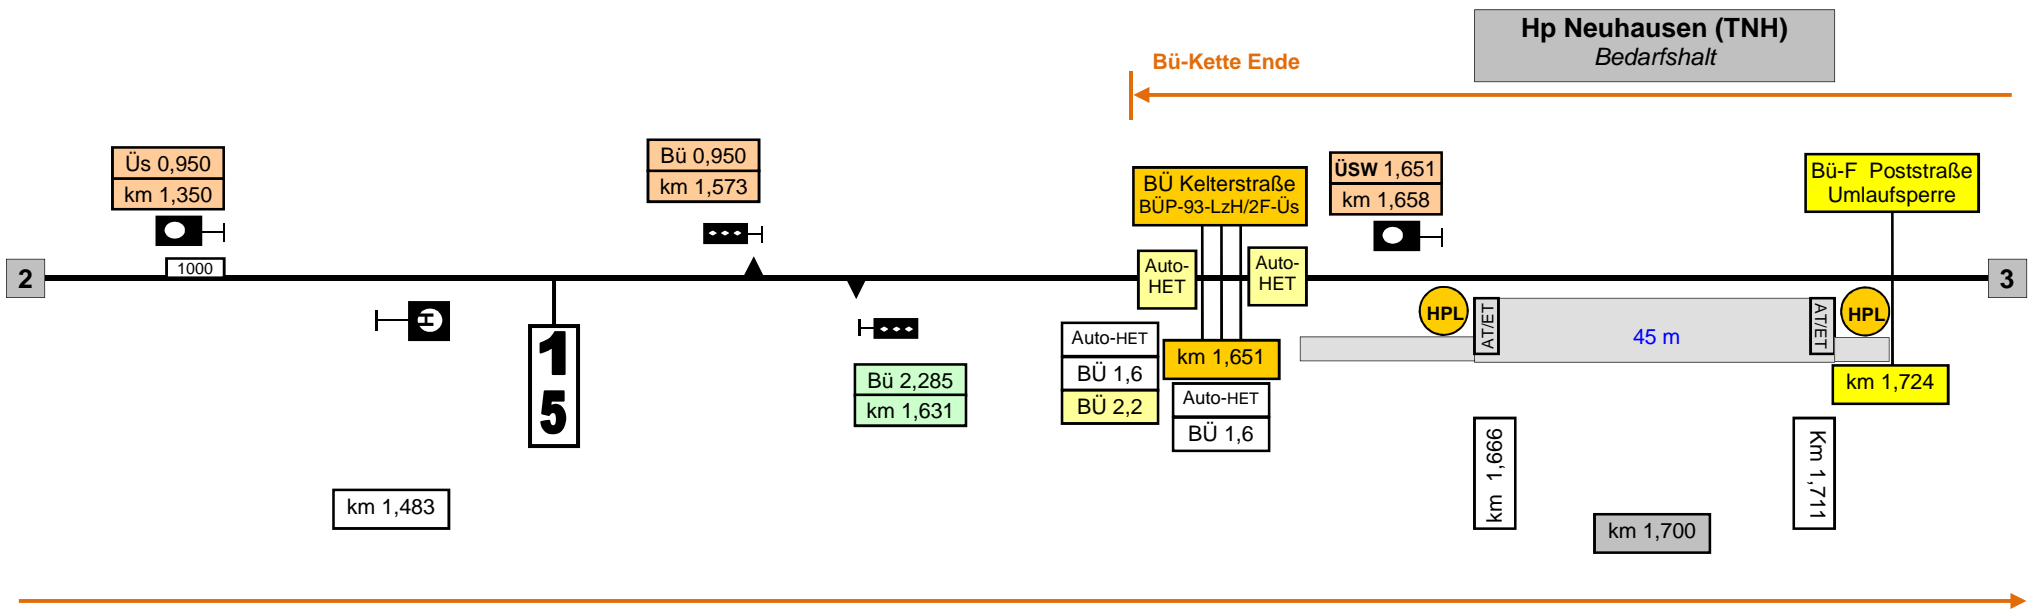 Hp Neuhausen (TNH)
Bedarfshalt
Bü-Kette Ende
Üs 0,950
km 1,350
Bü 0,950
km 1,573
BÜ Kelterstraße
BÜP-93-LzH/2F-Üs
ÜSW 1,651
km 1,658
Bü-F Poststraße
Umlaufsperre
2
1000
Auto-
HET
Auto-
HET
3
H
1
5
Bü 2,285
km 1,631
Auto-HET
BÜ 1,6
BÜ 2,2
km 1,651
Auto-HET
BÜ 1,6
HPL
AT/ET
45 m
AT/ET
HPL
km 1,724
km 1,483
km 1,666
km 1,700
Km 1,711